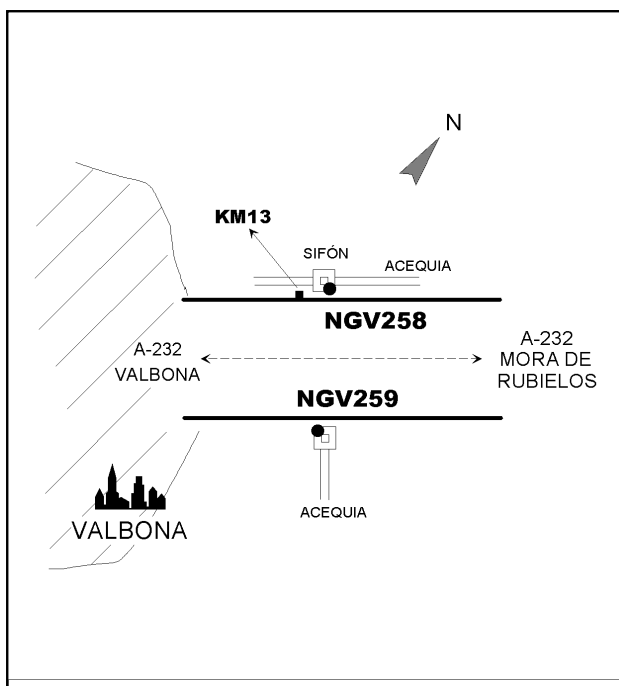 N
KM13
SIFÓN
ACEQUIA
NGV258
A-232
VALBONA
A-232
MORA DE
RUBIELOS
NGV259
ACEQUIA
VALBONA